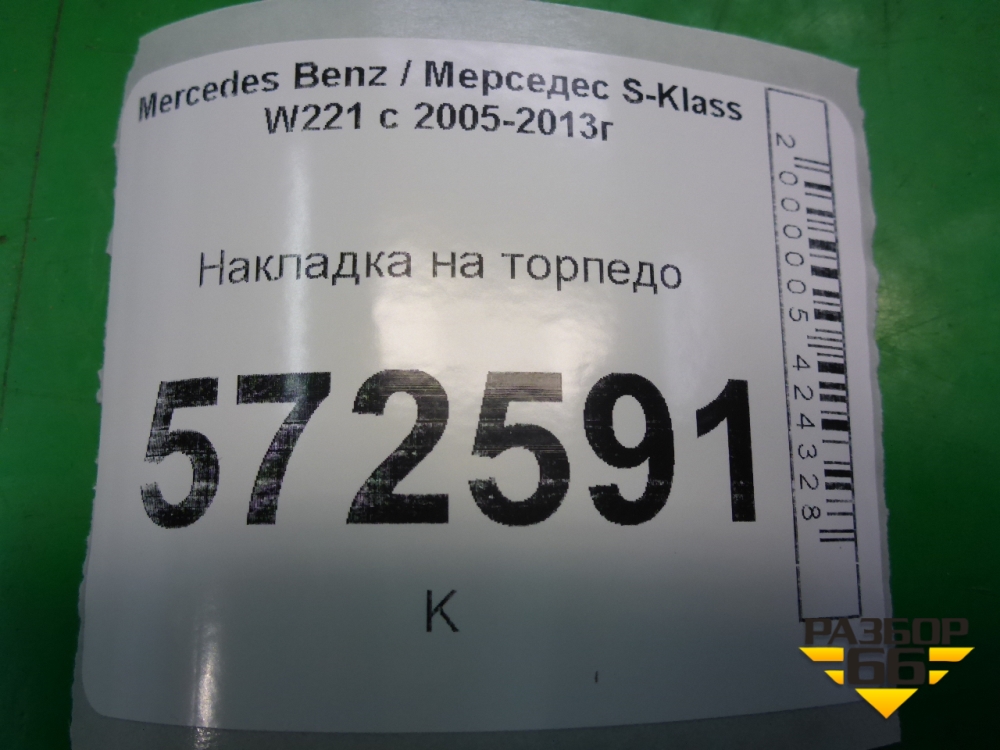 Mercedes Benz / Мерседес S-Klass
W221 с 2005-2013г
Накладка на торпедо
572591
К
2000005424328
РАЗБОР
66